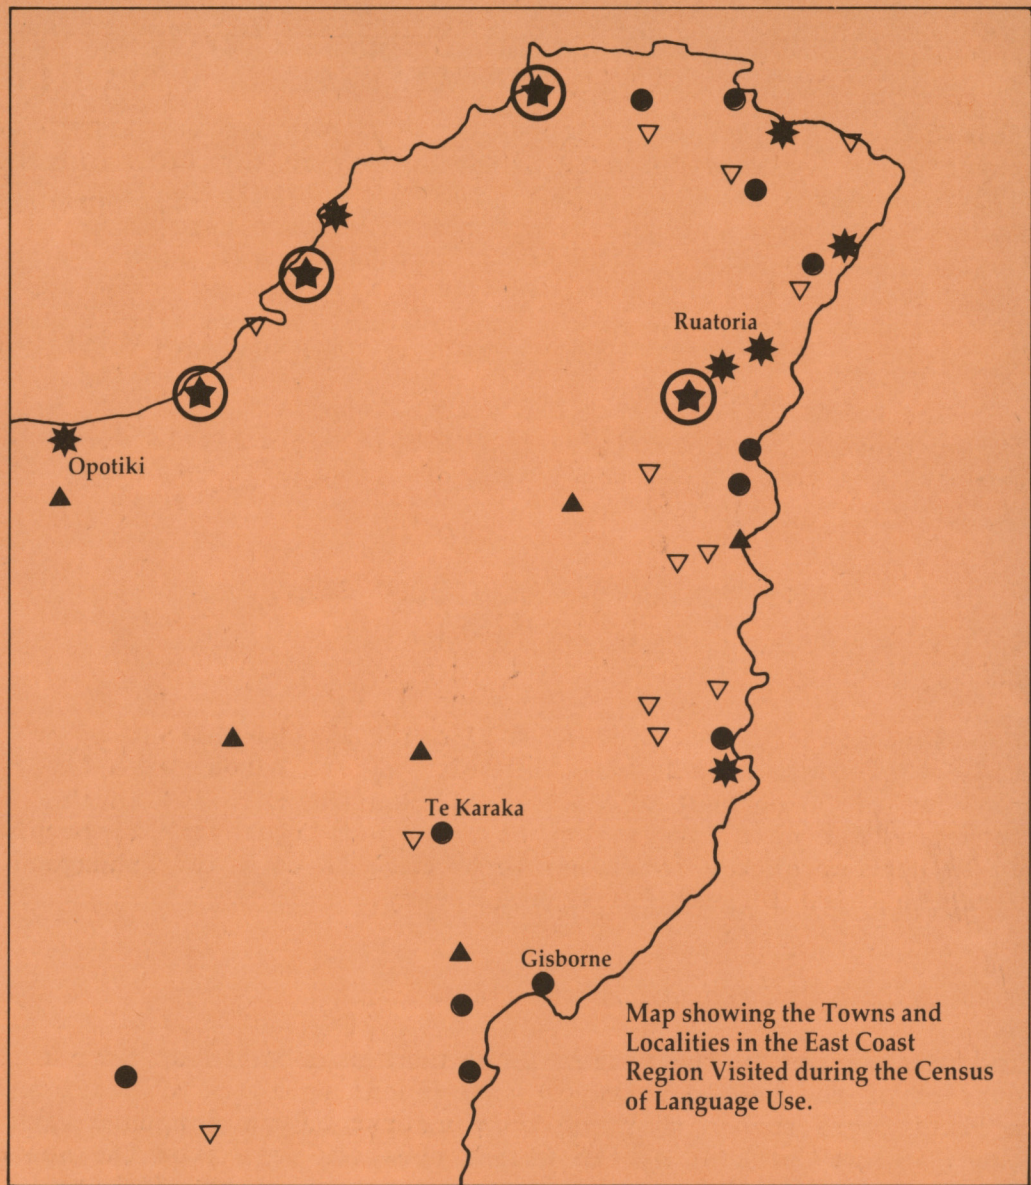 Ruatoria
Opotiki
Te Karaka
Gisborne
Map showing the Towns and
Localities in the East Coast
Region Visited during the Census
of Language Use.